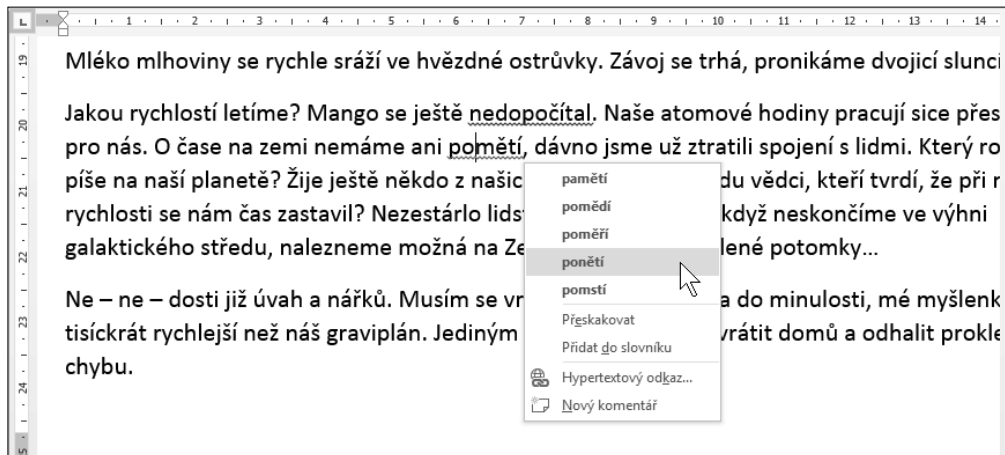 L 1 2 3 4 5 6 7 8 9 10 11 12 13 14
19
Mléko mlhoviny se rychle sráží ve hvězdné ostrůvky. Závoj se trhá, pronikáme dvojicí slunci
Jakou rychlostí letíme? Mango se ještě nedopočítal. Naše atomové hodiny pracují sice přes
20
pro nás. O čase na zemi nemáme ani pomětí, dávno jsme už ztratili spojení s lidmi. Který ro
píše na naší planetě? Žije ještě někdo z našic du vědci, kteří tvrdí, že při r
21
rychlosti se nám čas zastavil? Nezestárlo lids když neskončíme ve výhni
galaktického středu, nalezneme možná na Ze lené potomky...
22
Ne – ne – dosti již úvah a nářků. Musím se vr a do minulosti, mé myšlenk
23
tisíckrát rychlejší než náš graviplán. Jediným vrátit domů a odhalit prokle
chybu.
24
pamětí
pomědí
poměří
ponětí
pomstí
Přeskakovat
Přidat do slovníku
Hypertextový odkaz...
Nový komentář